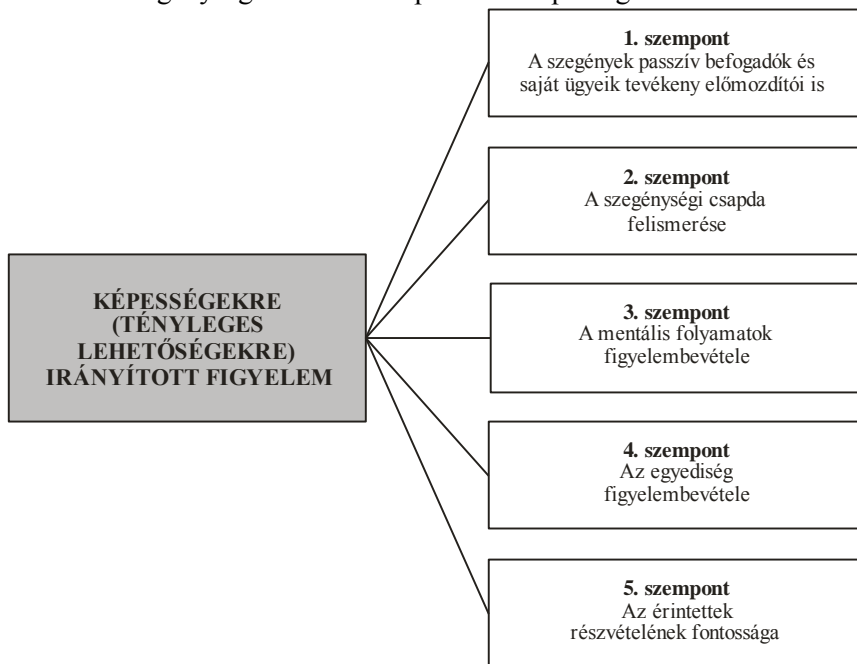 1. szempont
A szegények passzív befogadók és
saját ügyeik tevékeny előmozdítói is
2. szempont
A szegénységi csapda
felismerése
KÉPESSÉGEKRE
(TÉNYLEGES
LEHETŐSÉGEKRE)
IRÁNYÍTOTT FIGYELEM
3. szempont
A mentális folyamatok
figyelembevétele
4. szempont
Az egyediség
figyelembevétele
5. szempont
Az érintettek
részvételének fontossága